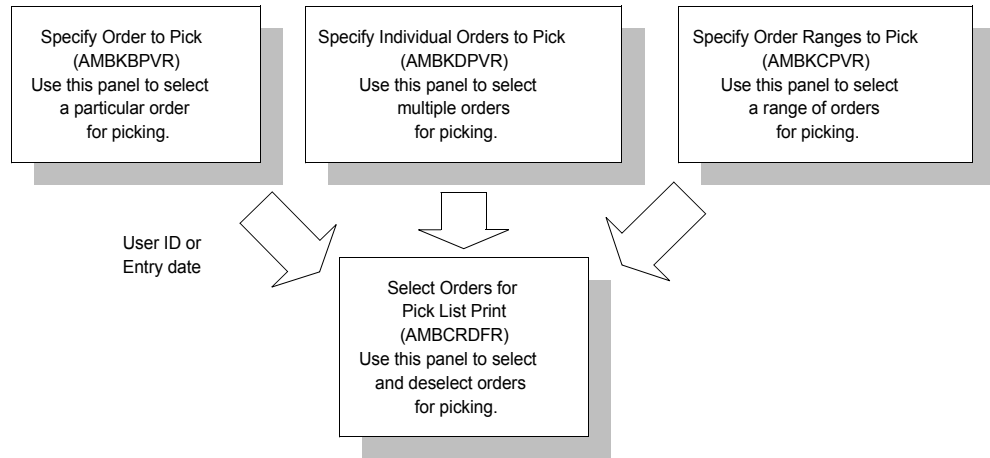 Specify Order to Pick
(AMBKBPVR)
Use this panel to select
a particular order
for picking.
Specify Individual Orders to Pick
(AMBKDPVR)
Use this panel to select
multiple orders
for picking.
Specify Order Ranges to Pick
(AMBKCPVR)
Use this panel to select
a range of orders
for picking.
User ID or
Entry date
Select Orders for
Pick List Print
(AMBCRDFR)
Use this panel to select
and deselect orders
for picking.